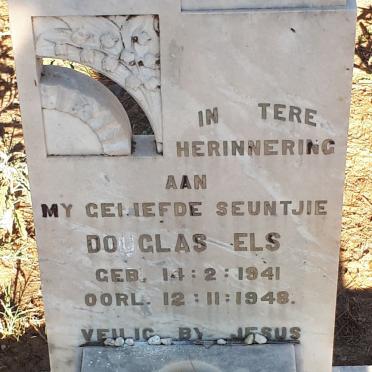 IN TERE
HERINNERING
AAN
MY GELIEFDE SEUNTJIE
DOUGLAS ELS
GEB. 14:2:1941
OORL. 12:11:1948.
VEILIG BY JESUS